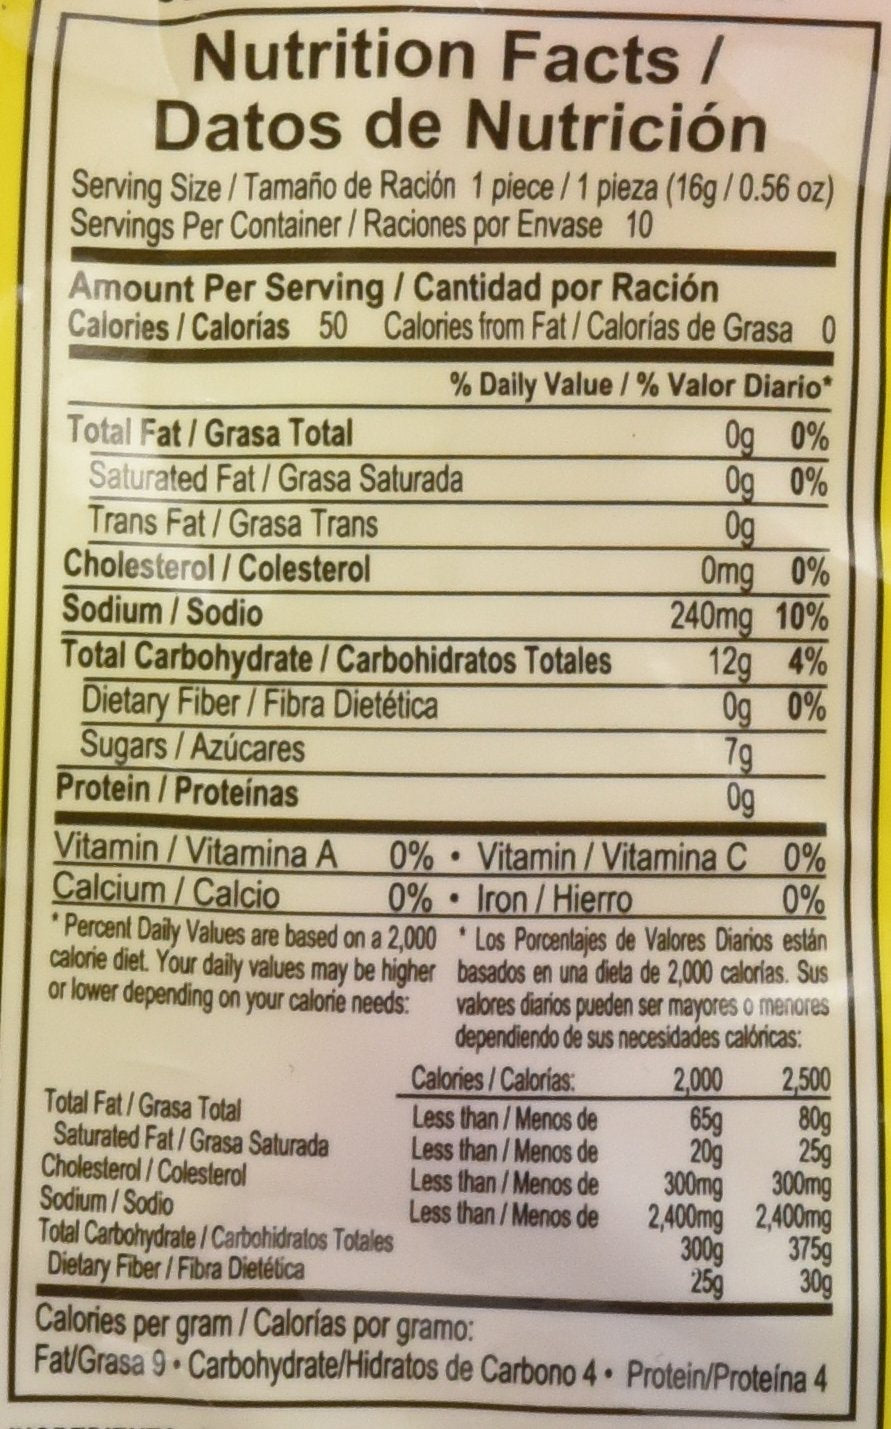 Nutrition Facts /
Datos de Nutrición
Serving Size / Tamaño de Ración 1 piece / 1 pieza (16g / 0.56 oz)
Servings Per Container / Raciones por Envase 10
Amount Per Serving / Cantidad por Ración
Calories / Calorías 50 Calories from Fat / Calorías de Grasa 0
% Daily Value / % Valor Diario*
Total Fat / Grasa Total 0g 0%
Saturated Fat / Grasa Saturada 0g 0%
Trans Fat / Grasa Trans 0g
Cholesterol / Colesterol 0mg 0%
Sodium / Sodio 240mg 10%
Total Carbohydrate / Carbohidratos Totales 12g 4%
Dietary Fiber / Fibra Dietética 0g 0%
Sugars / Azúcares 7g
Protein / Proteínas 0g
Vitamin / Vitamina A 0% • Vitamin / Vitamina C 0%
Calcium / Calcio 0% • Iron / Hierro 0%
* Percent Daily Values are based on a 2,000
calorie diet. Your daily values may be higher
or lower depending on your calorie needs:
* Los Porcentajes de Valores Diarios están
basados en una dieta de 2,000 calorías. Sus
valores diarios pueden ser mayores o menores
dependiendo de sus necesidades calóricas:
Calories / Calorías: 2,000 2,500
Total Fat / Grasa Total Less than / Menos de 65g 80g
Saturated Fat / Grasa Saturada Less than / Menos de 20g 25g
Cholesterol / Colesterol Less than / Menos de 300mg 300mg
Sodium / Sodio Less than / Menos de 2,400mg 2,400mg
Total Carbohydrate / Carbohidratos Totales 300g 375g
Dietary Fiber / Fibra Dietética 25g 30g
Calories per gram / Calorías por gramo:
Fat/Grasa 9 • Carbohydrate/Hidratos de Carbono 4 • Protein/Proteína 4